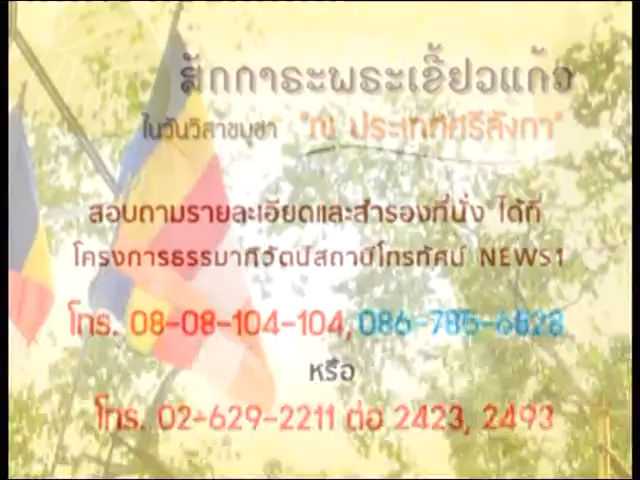 สักการะพระเขี้ยวแก้ว
ในวันวิสาขบูชา "ณ ประเทศศรีลังกา"
สอบถามรายละเอียดและสำรองที่นั่ง ได้ที่
โครงการธรรมาภิวัตน์สถานีโทรทัศน์ NEWS1
โทร. 08-08-104-104, 086-785-6828
หรือ
โทร. 02-629-2211 ต่อ 2423, 2493